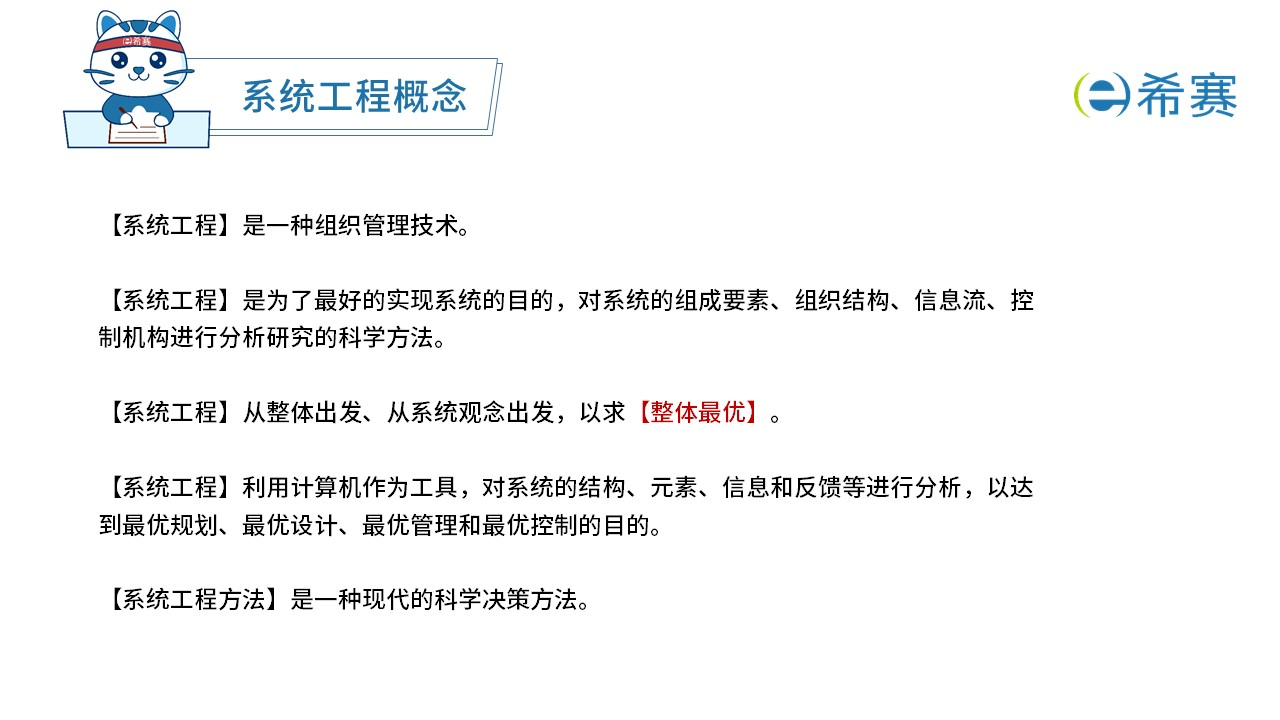 希赛
系统工程概念
希赛
【系统工程】是一种组织管理技术。
【系统工程】是为了最好的实现系统的目的，对系统的组成要素、组织结构、信息流、控
制机构进行分析研究的科学方法。
【系统工程】从整体出发、从系统观念出发，以求【整体最优】。
【系统工程】利用计算机作为工具，对系统的结构、元素、信息和反馈等进行分析，以达
到最优规划、最优设计、最优管理和最优控制的目的。
【系统工程方法】是一种现代的科学决策方法。